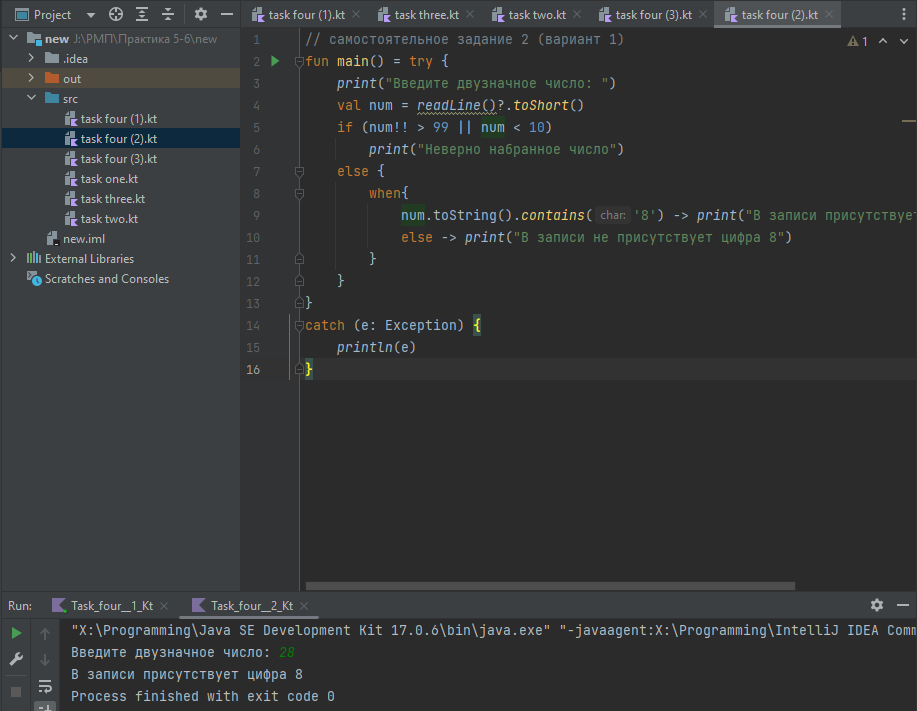 Project
task four (1).kt
task three.kt
task two.kt
task four (3).kt
task four (2).kt
new J:\РМП\Практика 5-6\new
.idea
out
src
task four (1).kt
task four (2).kt
task four (3).kt
task one.kt
task three.kt
task two.kt
new.iml
External Libraries
Scratches and Consoles
1
1 // самостоятельное задание 2 (вариант 1)
2 fun main() = try {
3 print("Введите двузначное число: ")
4 val num = readLine()?.toShort()
5 if (num!! > 99 || num < 10)
6 print("Неверно набранное число")
7 else {
8 when{
9 num.toString().contains( char: '8') -> print("В записи присутствуе
10 else -> print("В записи не присутствует цифра 8")
11 }
12 }
13 }
14 catch (e: Exception) {
15 println(e)
16 }
Run: Task_four__1_Kt Task_four__2_Kt
"X:\Programming\Java SE Development Kit 17.0.6\bin\java.exe" "-javaagent:X:\Programming\IntelliJ IDEA Comm
Введите двузначное число: 28
В записи присутствует цифра 8
Process finished with exit code 0